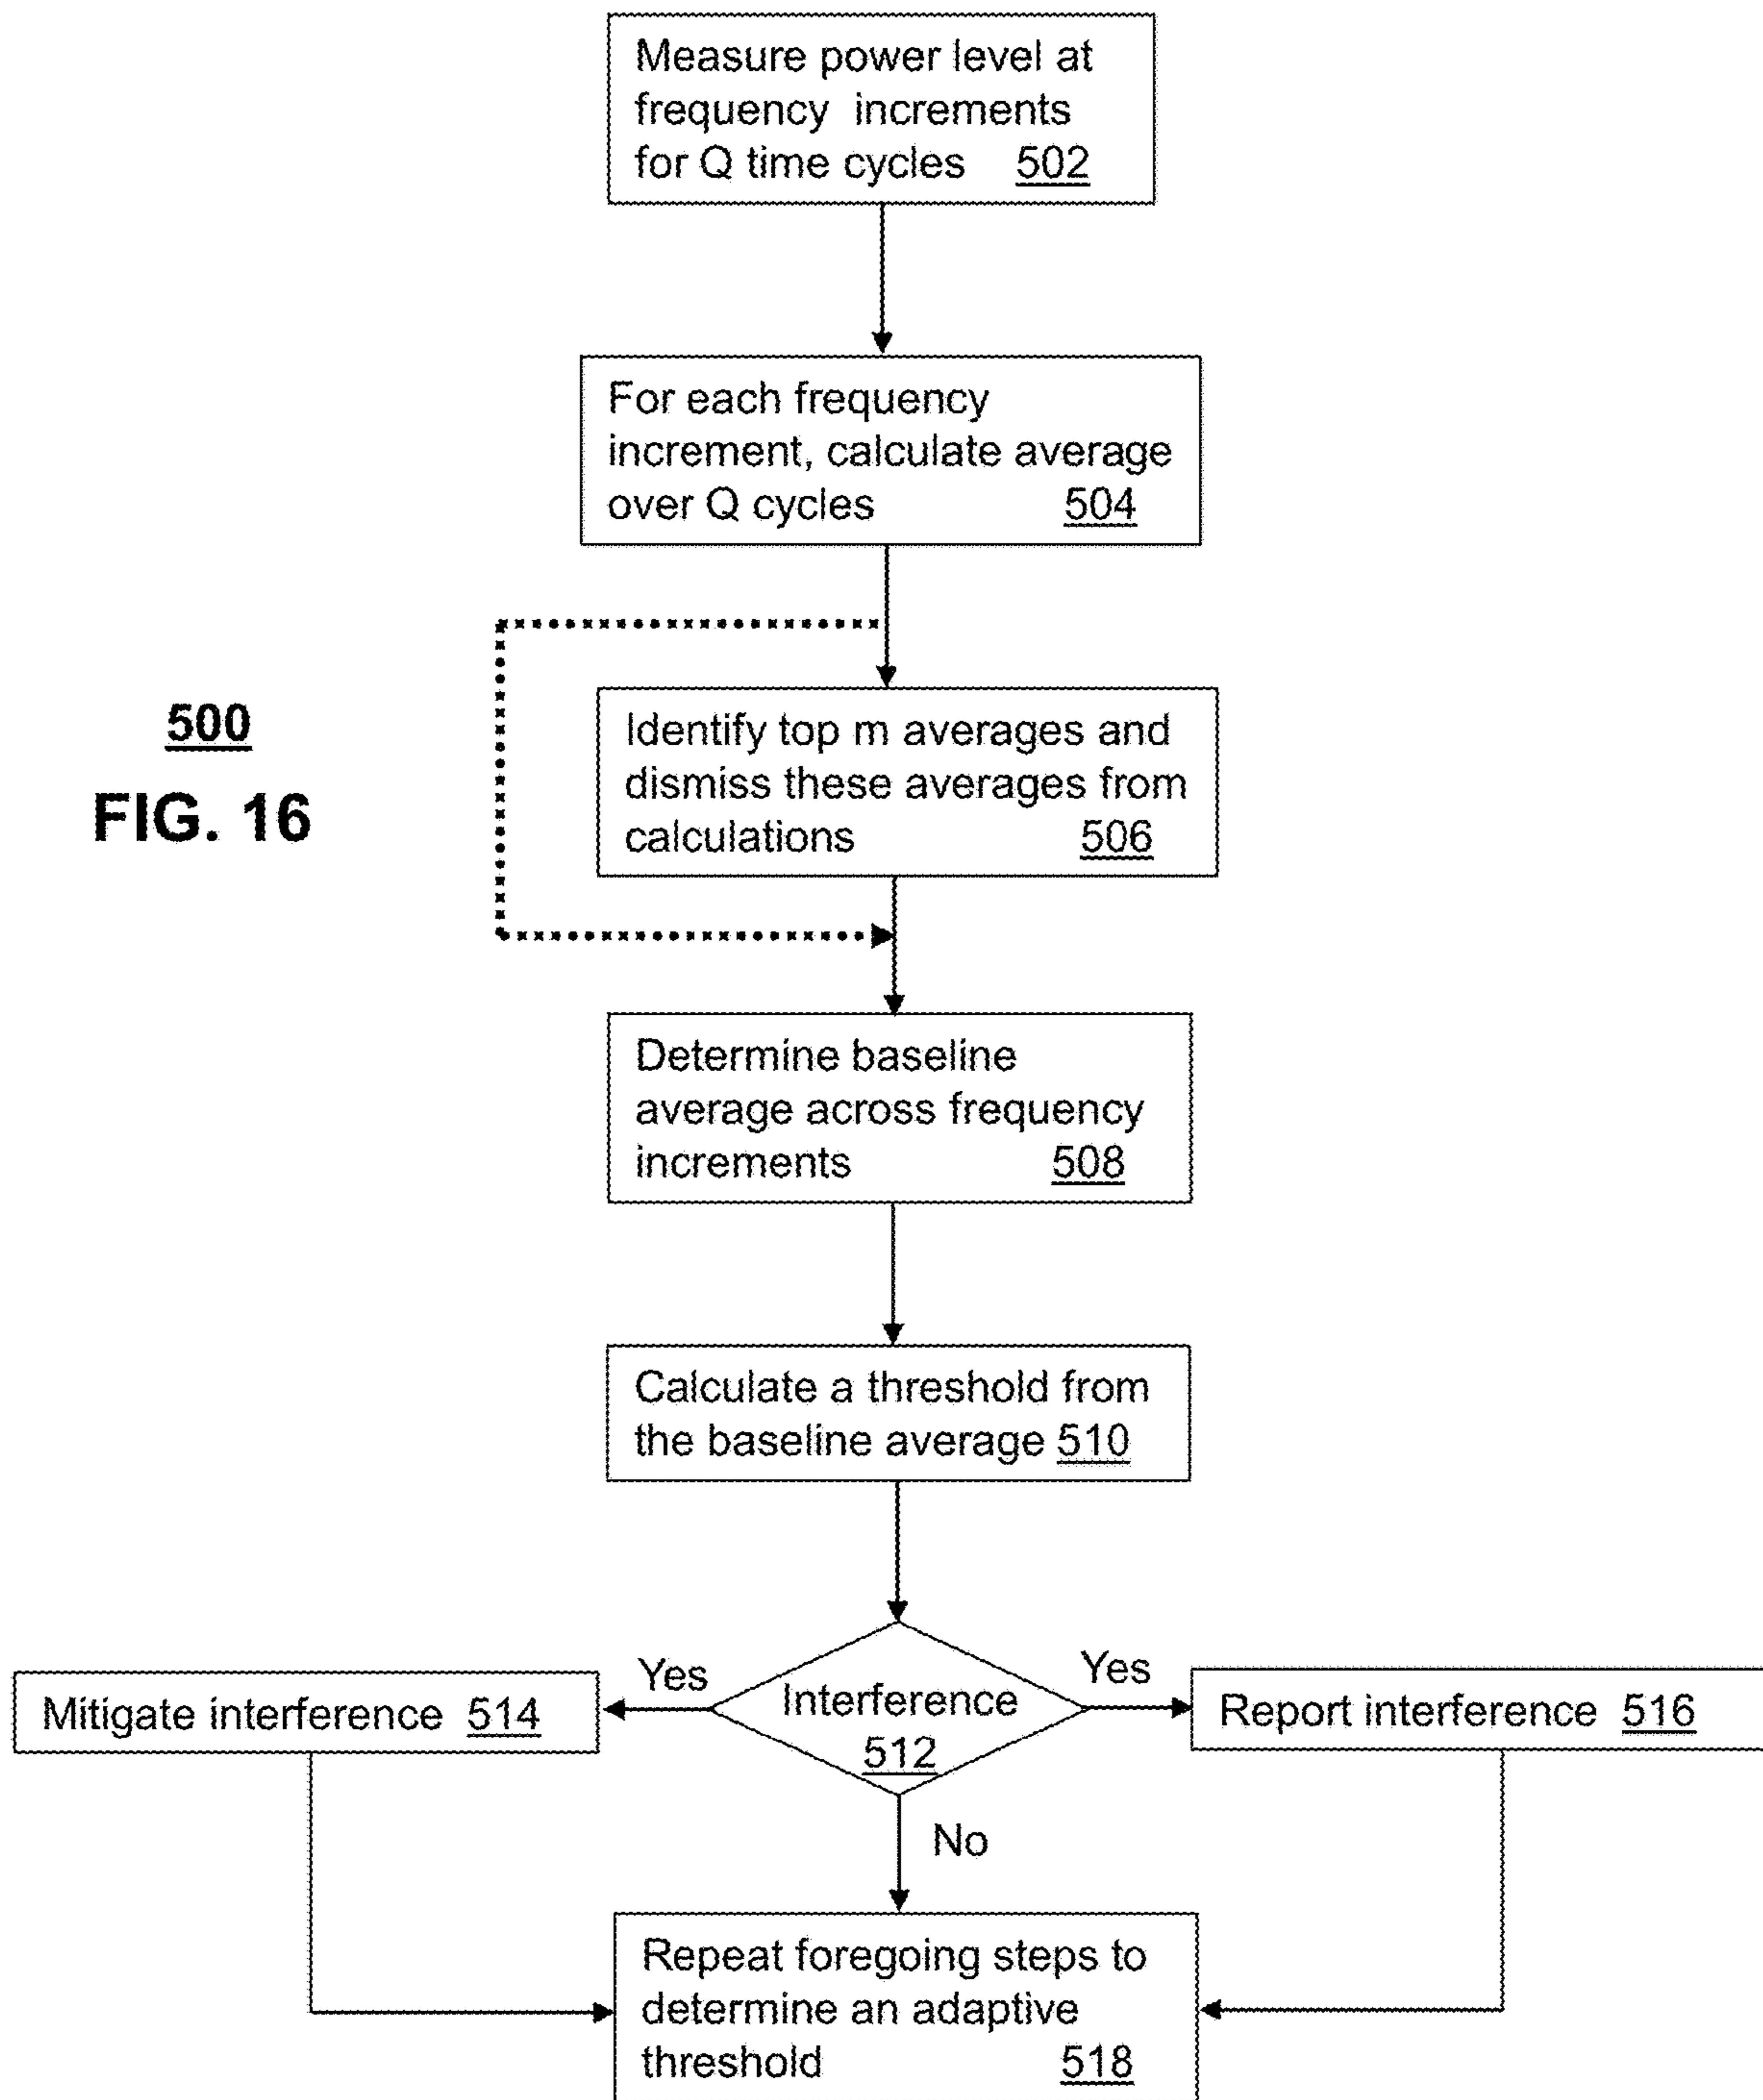 Measure power level at
frequency increments
for Q time cycles 502
For each frequency
increment, calculate average
over Q cycles 504
500
FIG. 16
Identify top m averages and
dismiss these averages from
calculations 506
Determine baseline
average across frequency
increments 508
Calculate a threshold from
the baseline average 510
Yes
Yes
Mitigate interference 514
Interference
512
Report interference 516
No
Repeat foregoing steps to
determine an adaptive
threshold 518